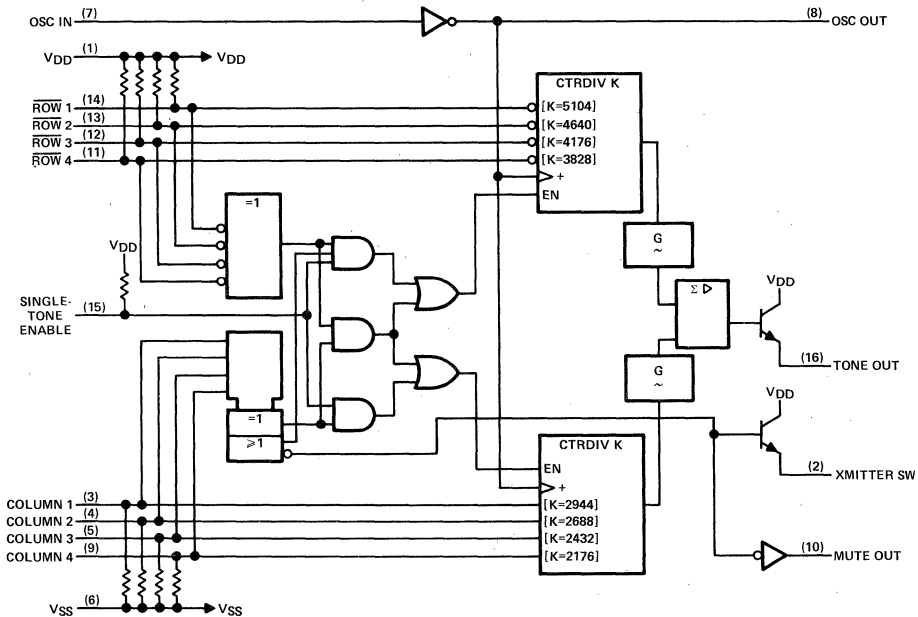 OSC IN (7) (8) OSC OUT
VDD (1) VDD
CTRDIV K
ROW 1 (14) [K=5104]
ROW 2 (13) [K=4640]
ROW 3 (12) [K=4176]
ROW 4 (11) [K=3828]
+
EN
=1
G
~
VDD
Σ ▷
VDD
SINGLE-
TONE
ENABLE
(15)
(16) TONE OUT
G
~
VDD
=1
≥1
CTRDIV K
EN
(2) XMITTER SW
+
COLUMN 1 (3) [K=2944]
COLUMN 2 (4) [K=2688]
COLUMN 3 (5) [K=2432]
COLUMN 4 (9) [K=2176]
(10) MUTE OUT
VSS (6) VSS